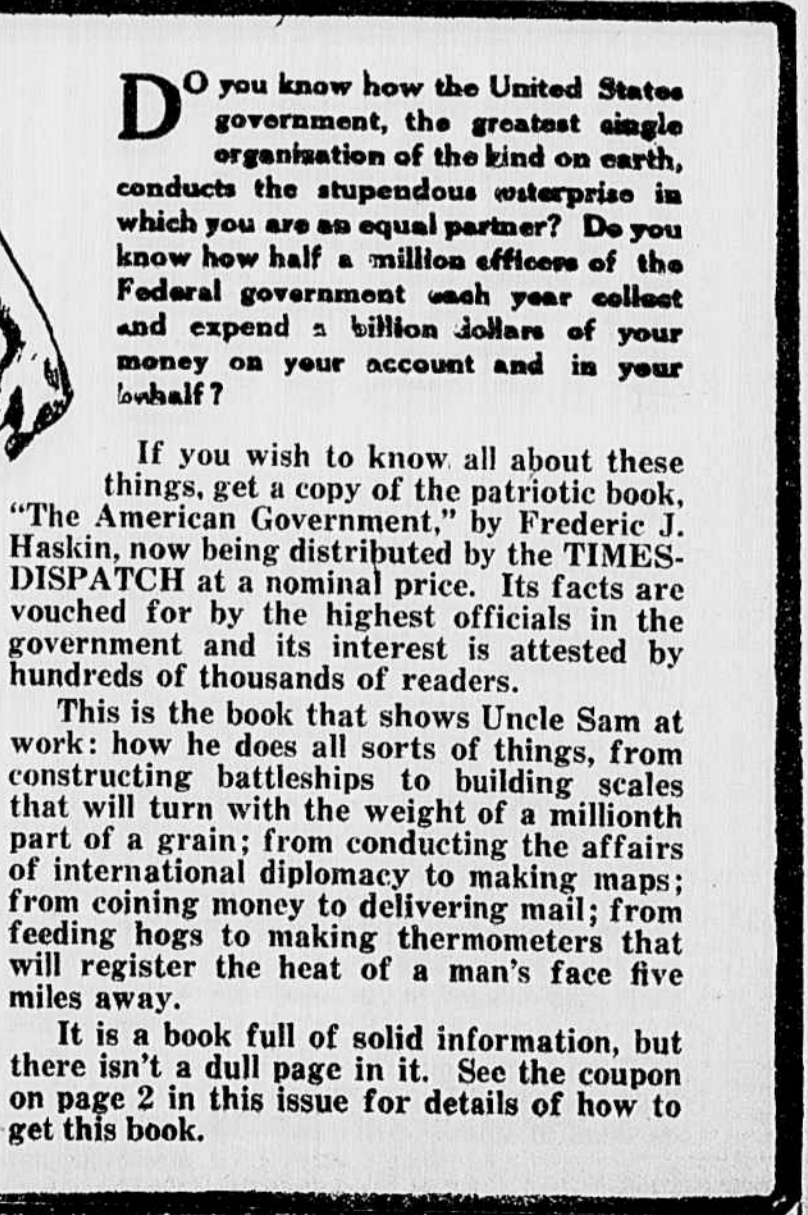 DO you know how the United States
government, the greatest single
organization of the kind on earth,
conducts the stupendous enterprise in
which you are an equal partner? Do you
know how half a million officers of the
Federal government each year collect
and expend a billion dollars of your
money on your account and in your
behalf?
If you wish to know all about these
things, get a copy of the patriotic book,
“The American Government,” by Frederic J.
Haskin, now being distributed by the TIMES-
DISPATCH at a nominal price. Its facts are
vouched for by the highest officials in the
government and its interest is attested by
hundreds of thousands of readers.
This is the book that shows Uncle Sam at
work: how he does all sorts of things, from
constructing battleships to building scales
that will turn with the weight of a millionth
part of a grain; from conducting the affairs
of international diplomacy to making maps;
from coining money to delivering mail; from
feeding hogs to making thermometers that
will register the heat of a man's face five
miles away.
It is a book full of solid information, but
there isn't a dull page in it. See the coupon
on page 2 in this issue for details of how to
get this book.